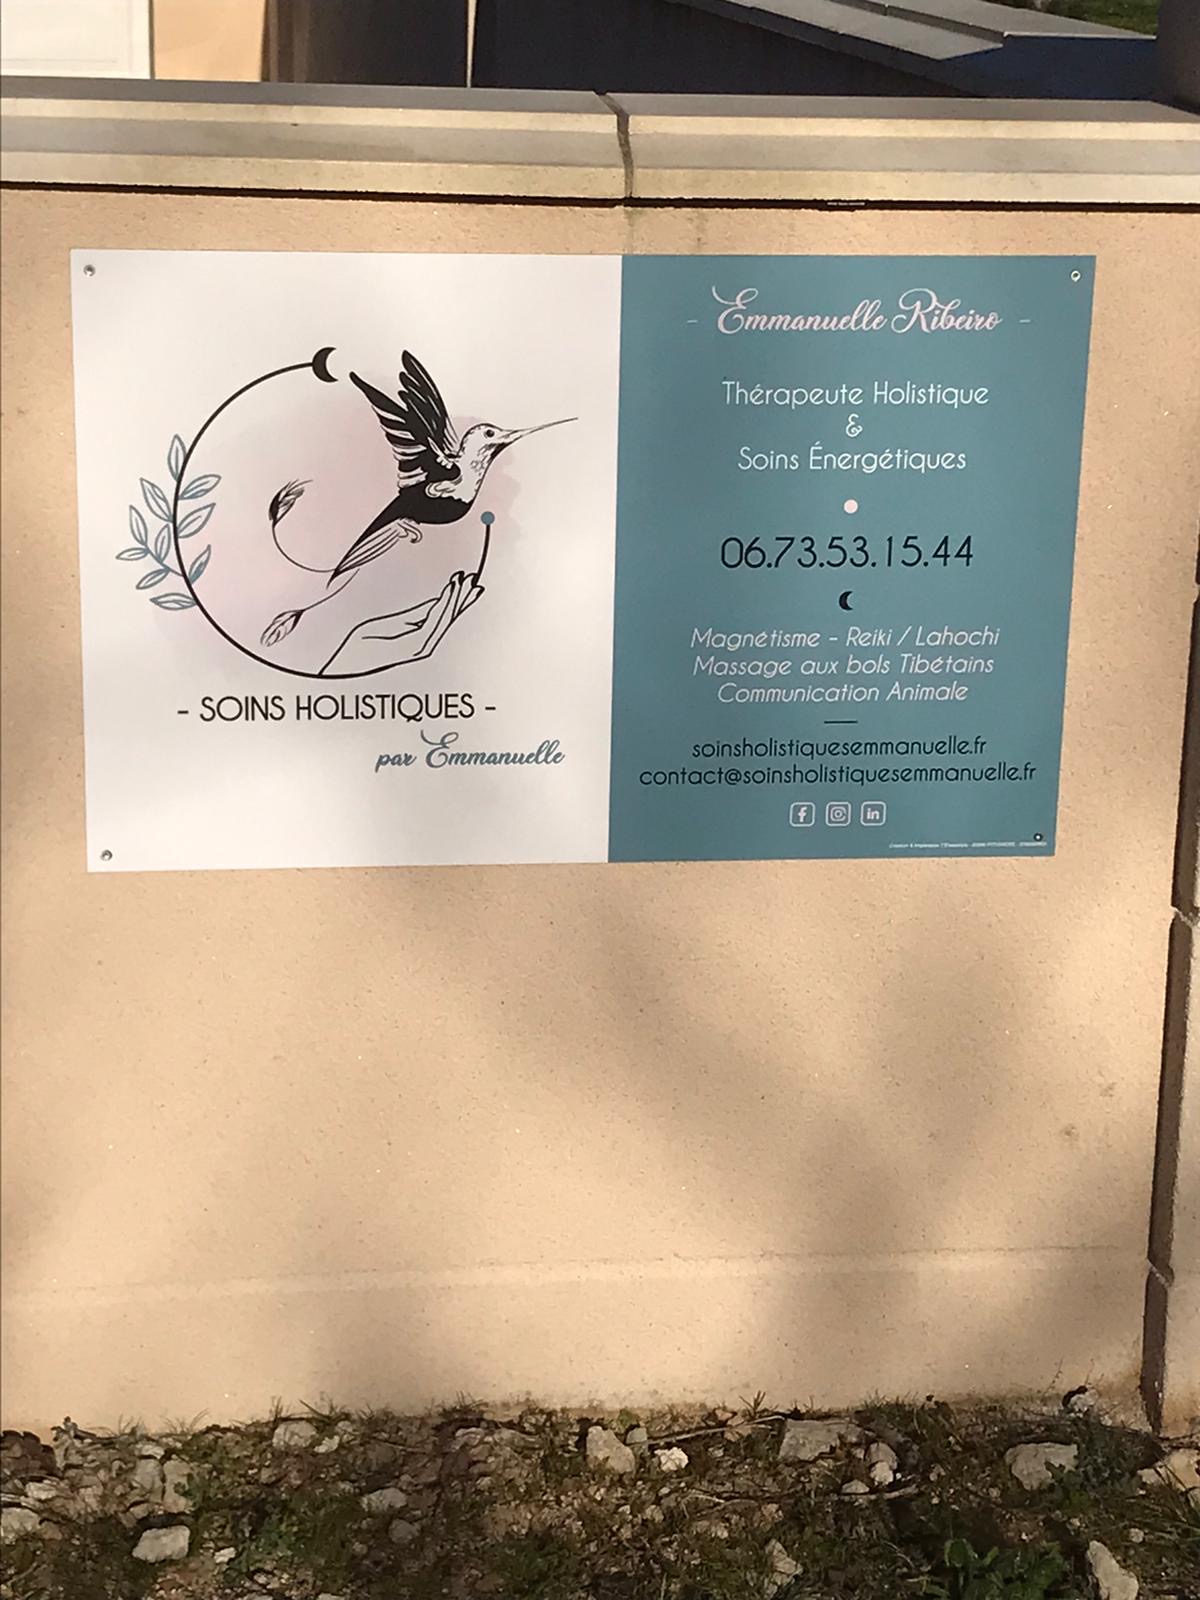 - SOINS HOLISTIQUES -
par Emmanuelle
- Emmanuelle Ribeiro -
Thérapeute Holistique
&
Soins Énergétiques
06.73.53.15.44
Magnétisme - Reiki / Lahochi
Massage aux bols Tibétains
Communication Animale
soinsholistiquesemmanuelle.fr
contact@soinsholistiquesemmanuelle.fr
f in